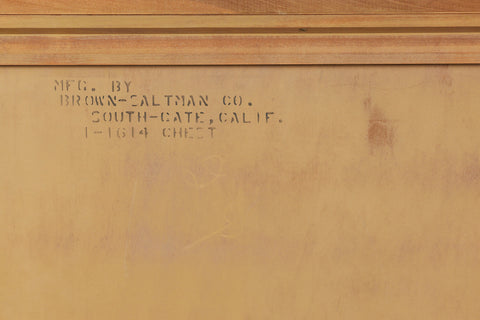 MFG. BY
BROWN-SALTMAN CO.
SOUTH-GATE, CALIF.
1-1614 CHEST